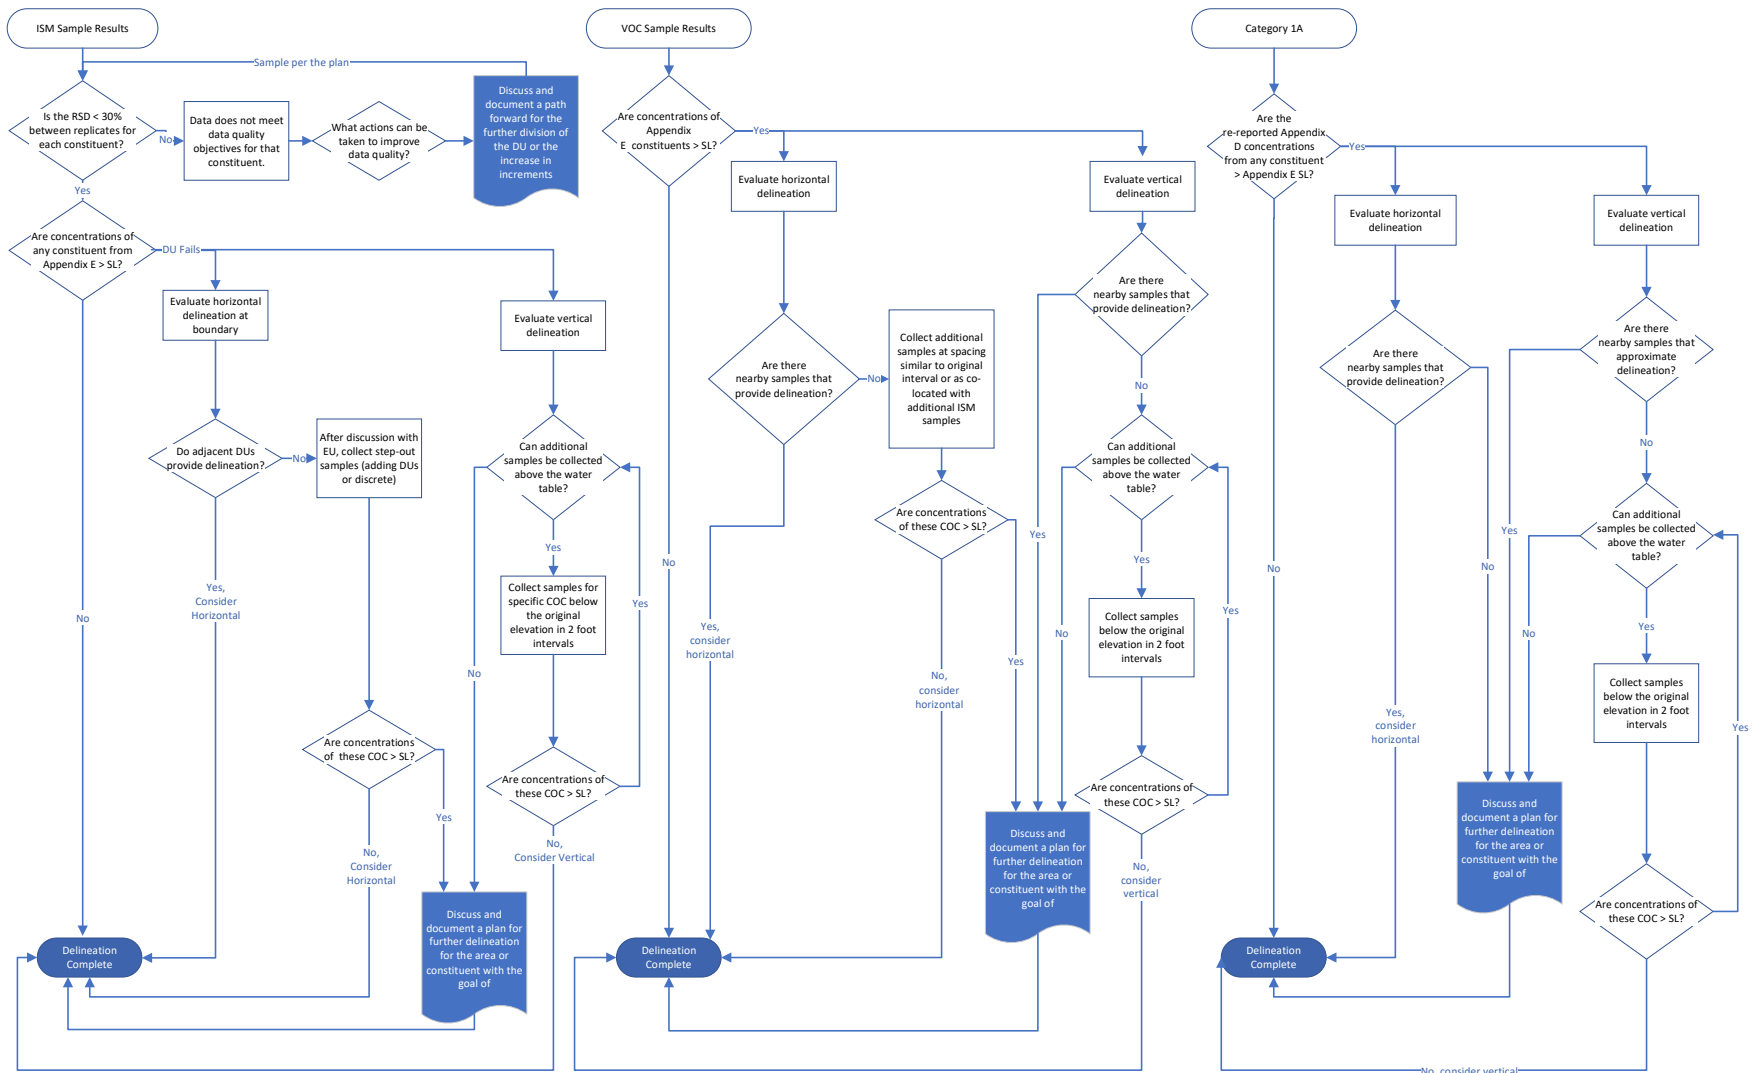 ISM Sample Results
Sample per the plan
Is the RSD < 30%
between replicates for
each constituent?
No
Data does not meet
data quality
objectives for that
constituent.
What actions can be
taken to improve
data quality?
Discuss and
document a path
forward for the
further division of
the DU or the
increase in
increments
Yes
Are concentrations of
any constituent from
Appendix E > SL?
DU Fails
Evaluate horizontal
delineation at
boundary
Evaluate vertical
delineation
Do adjacent DUs
provide delineation?
No
After discussion with
EU, collect step-out
samples (adding DUs
or discrete)
Can additional
samples be collected
above the water
table?
Yes
Collect samples for
specific COC below
the original
elevation in 2 foot
intervals
Yes
No
Yes,
Consider
Horizontal
No
Are concentrations
of these COC > SL?
Are concentrations of
these COC > SL?
Yes
No,
Consider
Horizontal
No,
Consider Vertical
Discuss and
document a plan for
further delineation
for the area or
constituent with the
goal of
Delineation
Complete
VOC Sample Results
Are concentrations of
Appendix
E constituents > SL?
Yes
Evaluate horizontal
delineation
Evaluate vertical
delineation
Are there
nearby samples that
provide delineation?
Are there
nearby samples that
provide delineation?
No
Collect additional
samples at spacing
similar to original
interval or as co-
located with
additional ISM
samples
No
Can additional
samples be collected
above the water
table?
Are concentrations
of these COC > SL?
Yes
Yes
No
Collect samples
below the original
elevation in 2 foot
intervals
Yes
Yes,
consider
horizontal
No
Yes
No,
consider
horizontal
Are concentrations of
these COC > SL?
Discuss and
document a plan for
further delineation
for the area or
constituent with the
goal of
No,
consider
vertical
Delineation
Complete
Category 1A
Are the
re-reported Appendix
D concentrations
from any constituent
> Appendix E SL?
Yes
Evaluate horizontal
delineation
Evaluate vertical
delineation
Are there
nearby samples that
provide delineation?
Are there
nearby samples that
approximate
delineation?
No
Can additional
samples be collected
above the water
table?
Yes
No
No
No
Yes
Collect samples
below the original
elevation in 2 foot
intervals
Yes
Yes,
consider
horizontal
Discuss and
document a plan for
further delineation
for the area or
constituent with the
goal of
Are concentrations of
these COC > SL?
Delineation
Complete
No, consider vertical